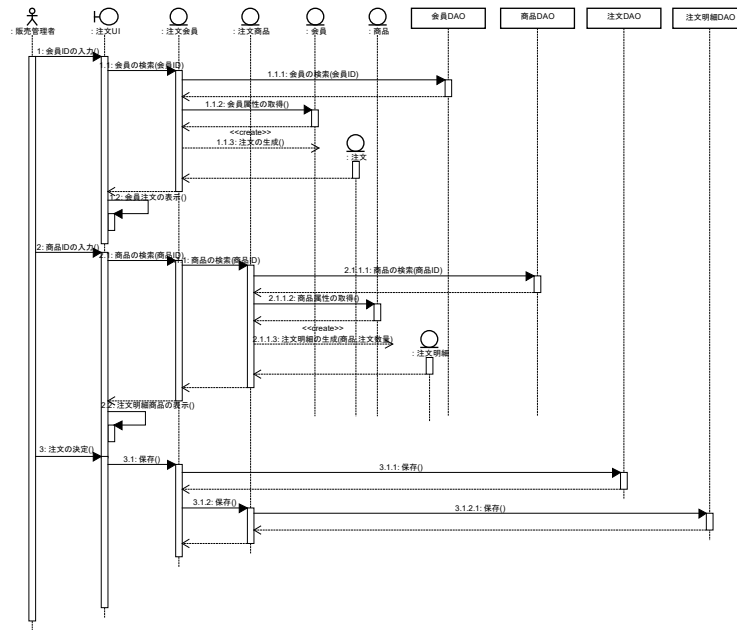 会員DAO
商品DAO
注文DAO
注文明細DAO
: 販売管理者
: 注文UI
: 注文会員
: 注文商品
: 会員
: 商品
1: 会員IDの入力()
1.1: 会員の検索(会員ID)
1.1.1: 会員の検索(会員ID)
1.1.2: 会員属性の取得()
<<create>>
1.1.3: 注文の生成()
: 注文
1.2: 会員注文の表示()
2: 商品IDの入力()
2.1: 商品の検索(商品ID)
1: 商品の検索(商品ID)
2.1.1.1: 商品の検索(商品ID)
2.1.1.2: 商品属性の取得()
<<create>>
2.1.1.3: 注文明細の生成(商品,注文数量)
: 注文明細
2.2: 注文明細商品の表示()
3: 注文の決定()
3.1: 保存()
3.1.1: 保存()
3.1.2: 保存()
3.1.2.1: 保存()